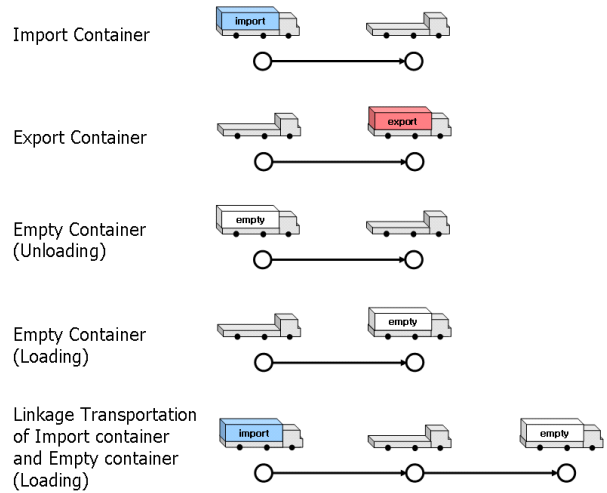 import
Import Container
export
Export Container
empty
Empty Container
(Unloading)
empty
Empty Container
(Loading)
Linkage Transportation
of Import container
and Empty container
(Loading)
import
empty